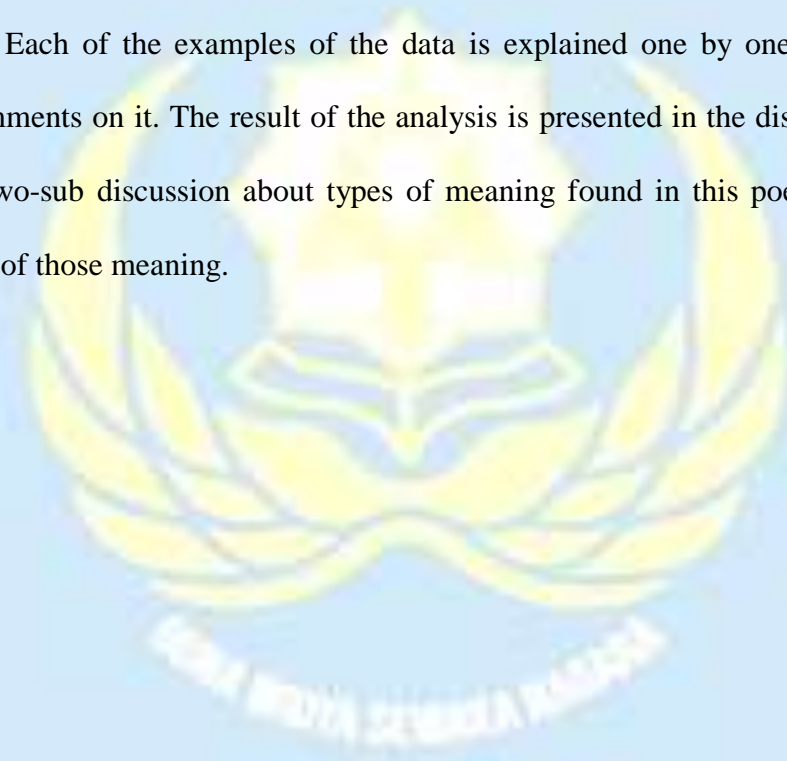 Each of the examples of the data is explained one by one
nments on it. The result of the analysis is presented in the dis
wo-sub discussion about types of meaning found in this poe
of those meaning.